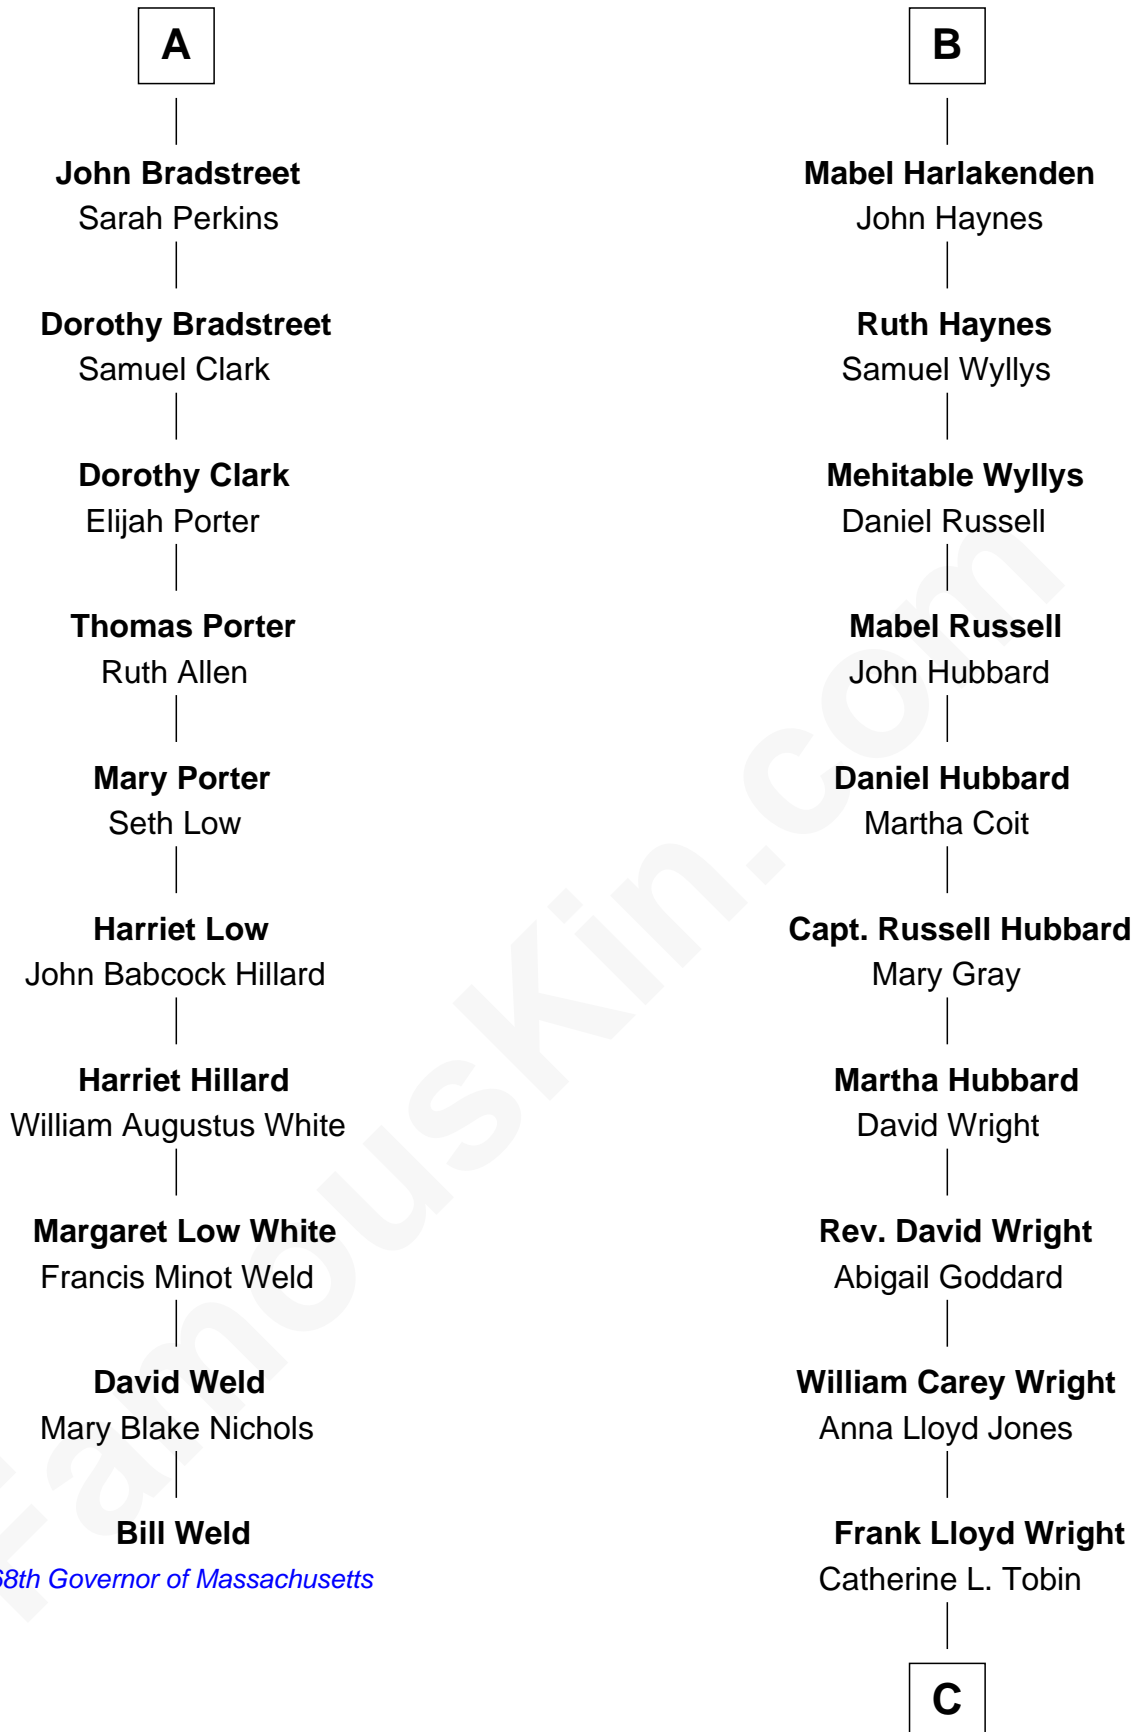 A
John Bradstreet
Sarah Perkins
Dorothy Bradstreet
Samuel Clark
Dorothy Clark
Elijah Porter
Thomas Porter
Ruth Allen
Mary Porter
Seth Low
Harriet Low
John Babcock Hillard
Harriet Hillard
William Augustus White
Margaret Low White
Francis Minot Weld
David Weld
Mary Blake Nichols
Bill Weld
68th Governor of Massachusetts
B
Mabel Harlakenden
John Haynes
Ruth Haynes
Samuel Wyllys
Mehitable Wyllys
Daniel Russell
Mabel Russell
John Hubbard
Daniel Hubbard
Martha Coit
Capt. Russell Hubbard
Mary Gray
Martha Hubbard
David Wright
Rev. David Wright
Abigail Goddard
William Carey Wright
Anna Lloyd Jones
Frank Lloyd Wright
Catherine L. Tobin
C
FamousKin.com